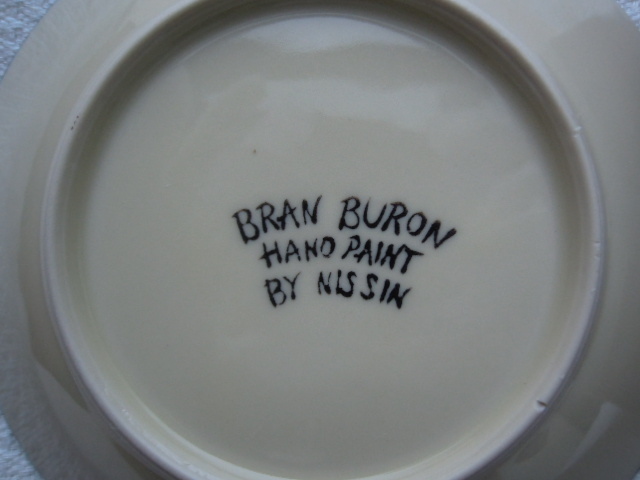 BRAN BURON
HAND PAINT
BY NISSIN